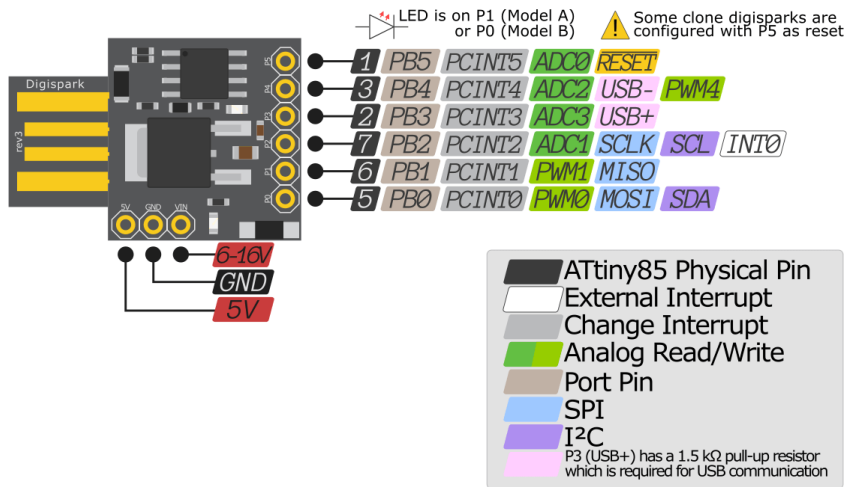 LED is on P1 (Model A)
or P0 (Model B)
Some clone digisparks are
configured with P5 as reset
Digispark
rev3
P5
P4
P3
P2
P1
P0
5V GND VIN
1 PB5 PCINT5 ADC0 RESET
3 PB4 PCINT4 ADC2 USB- PWM4
2 PB3 PCINT3 ADC3 USB+
7 PB2 PCINT2 ADC1 SCLK SCL INT0
6 PB1 PCINT1 PWM1 MISO
5 PB0 PCINT0 PWM0 MOSI SDA
6-16V
GND
5V
ATtiny85 Physical Pin
External Interrupt
Change Interrupt
Analog Read/Write
Port Pin
SPI
I²C
P3 (USB+) has a 1.5 kΩ pull-up resistor
which is required for USB communication